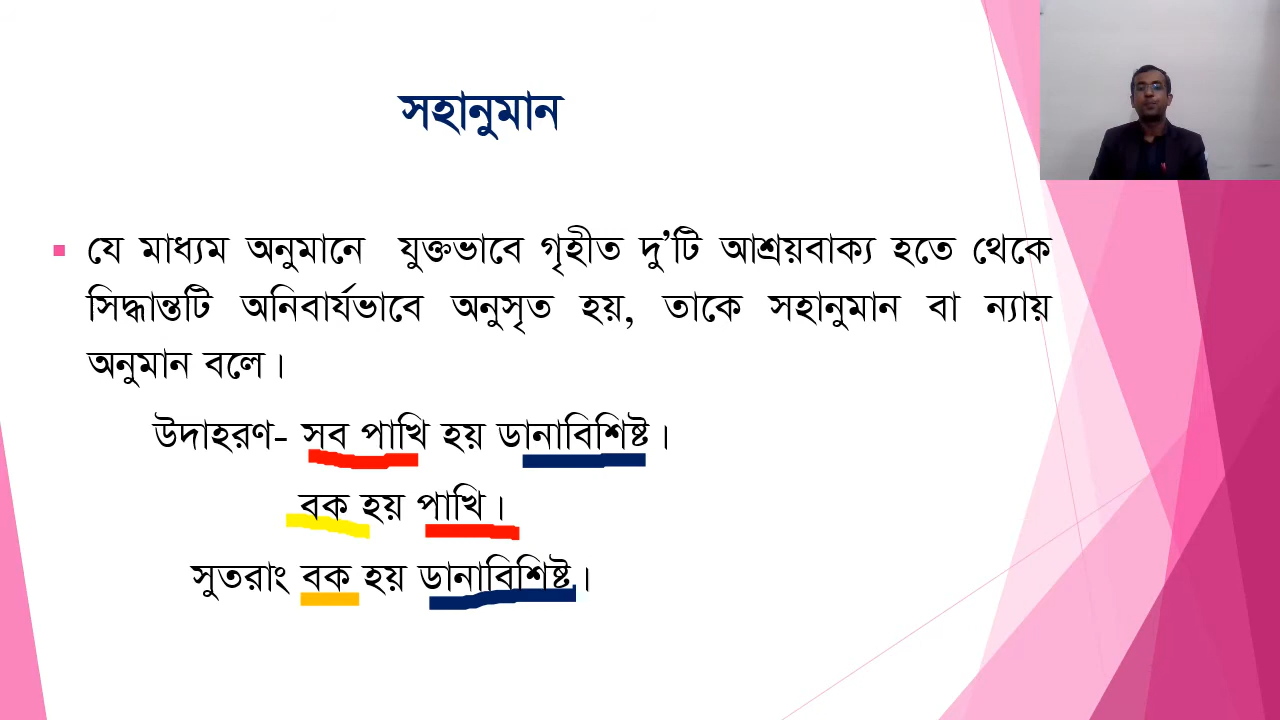 সহানুমান
যে মাধ্যম অনুমানে যুক্তভাবে গৃহীত দু’টি আশ্রয়বাক্য হতে থেকে
সিদ্ধান্তটি অনিবার্যভাবে অনুসৃত হয়, তাকে সহানুমান বা ন্যায়
অনুমান বলে।
উদাহরণ- সব পাখি হয় ডানাবিশিষ্ট।
বক হয় পাখি।
সুতরাং বক হয় ডানাবিশিষ্ট।